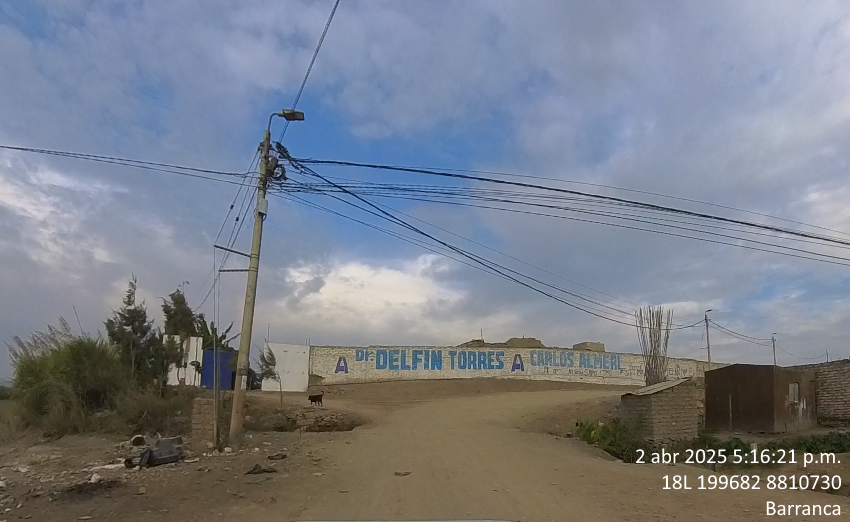 A Dr. DELFIN TORRES A CARLOS ALMERI
2 abr 2025 5:16:21 p.m.
18L 199682 8810730
Barranca